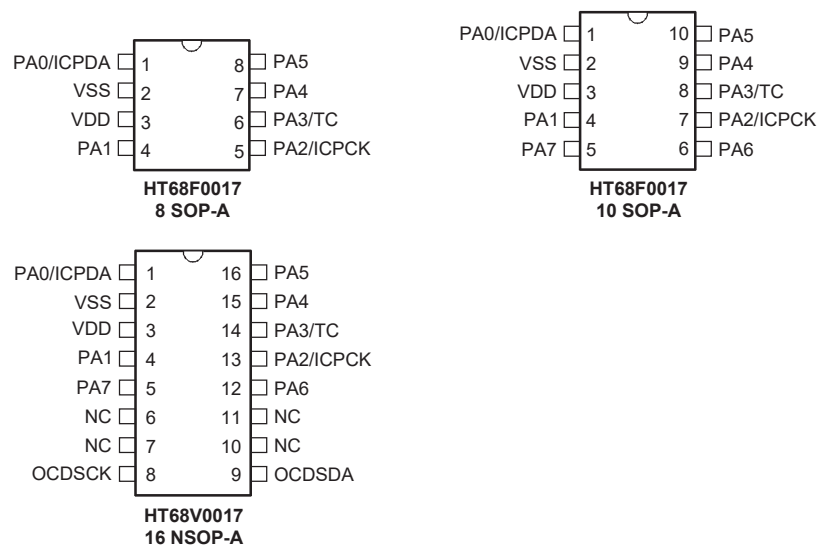 PA0/ICPDA 1 8 PA5
VSS 2 7 PA4
VDD 3 6 PA3/TC
PA1 4 5 PA2/ICPCK
HT68F0017
8 SOP-A
PA0/ICPDA 1 10 PA5
VSS 2 9 PA4
VDD 3 8 PA3/TC
PA1 4 7 PA2/ICPCK
PA7 5 6 PA6
HT68F0017
10 SOP-A
PA0/ICPDA 1 16 PA5
VSS 2 15 PA4
VDD 3 14 PA3/TC
PA1 4 13 PA2/ICPCK
PA7 5 12 PA6
NC 6 11 NC
NC 7 10 NC
OCDSCK 8 9 OCDSDA
HT68V0017
16 NSOP-A